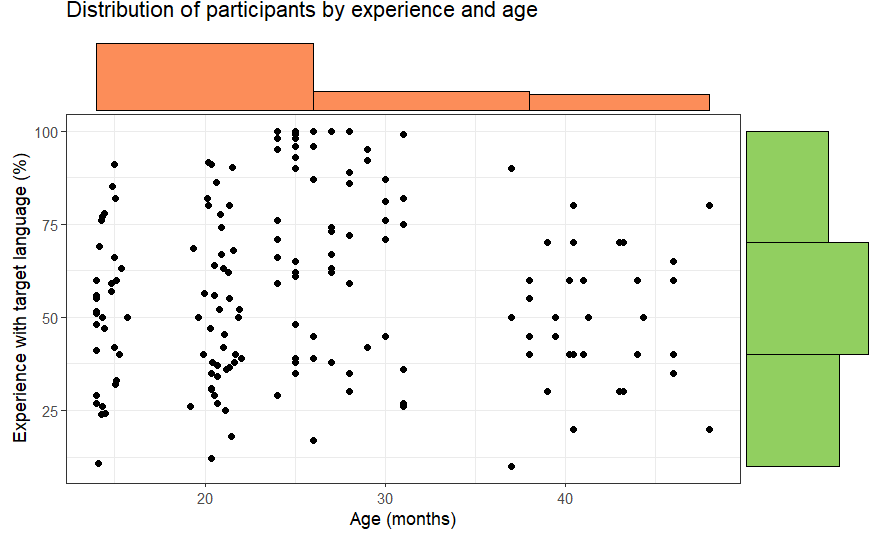 Distribution of participants by experience and age
100
75
50
25
Experience with target language (%)
20 30 40
Age (months)